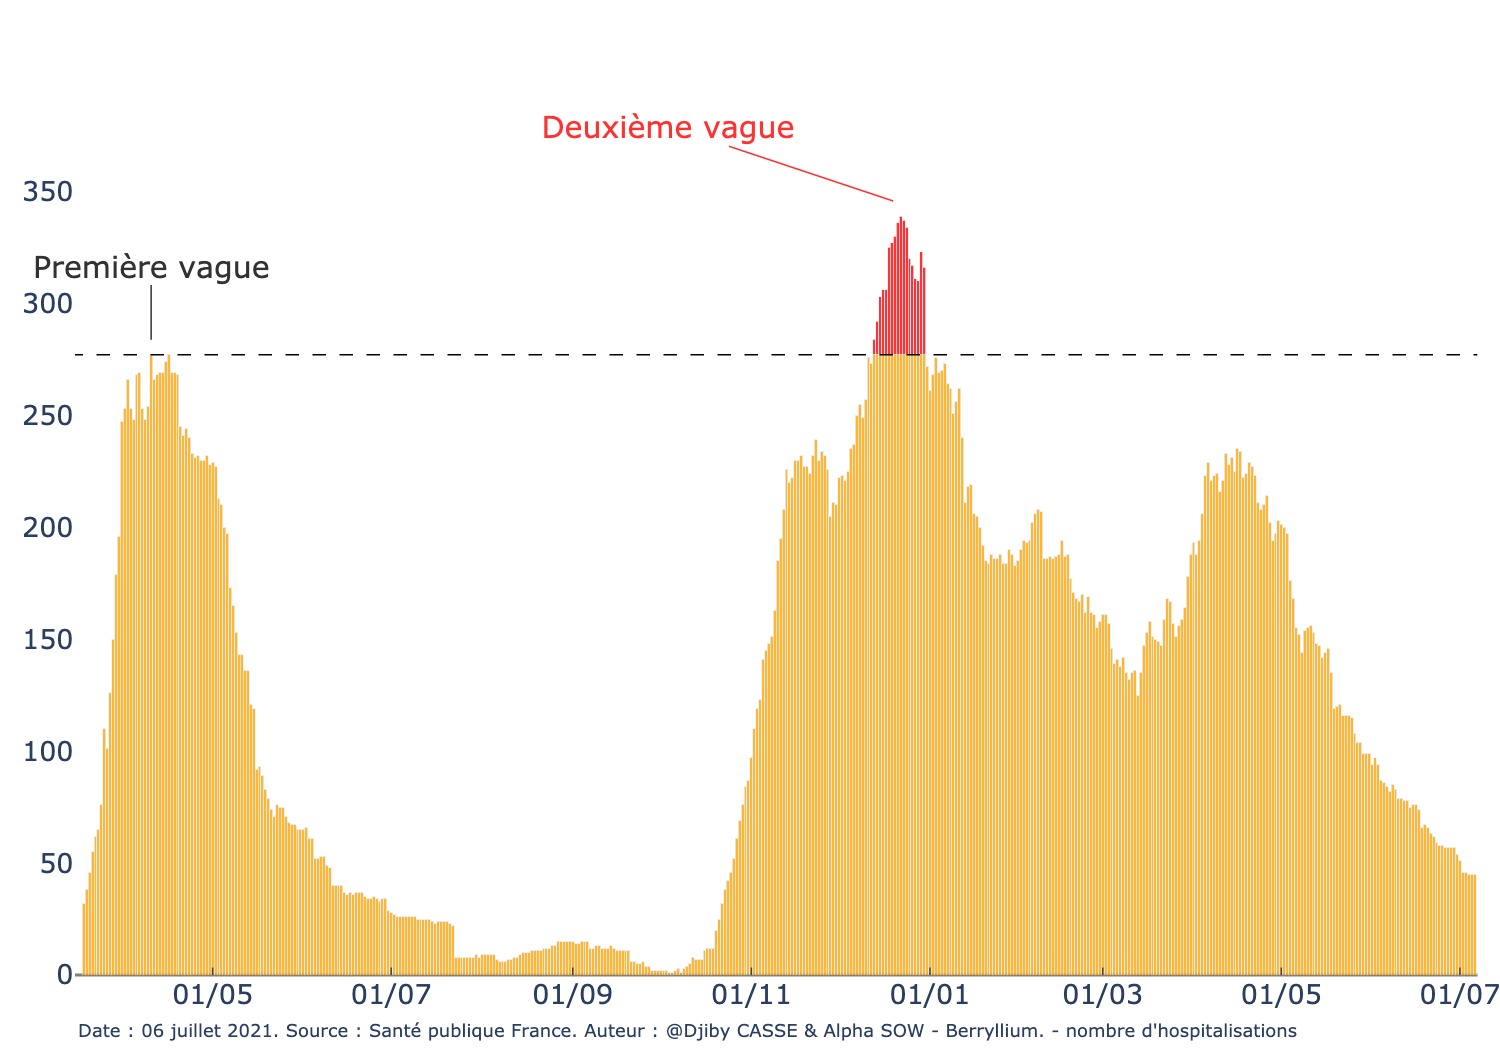 Deuxième vague
350
Première vague
300
250
200
150
100
50
0
01/05 01/07 01/09 01/11 01/01 01/03 01/05 01/07
Date : 06 juillet 2021. Source : Santé publique France. Auteur : @Djiby CASSE & Alpha SOW - Berryllium. - nombre d'hospitalisations